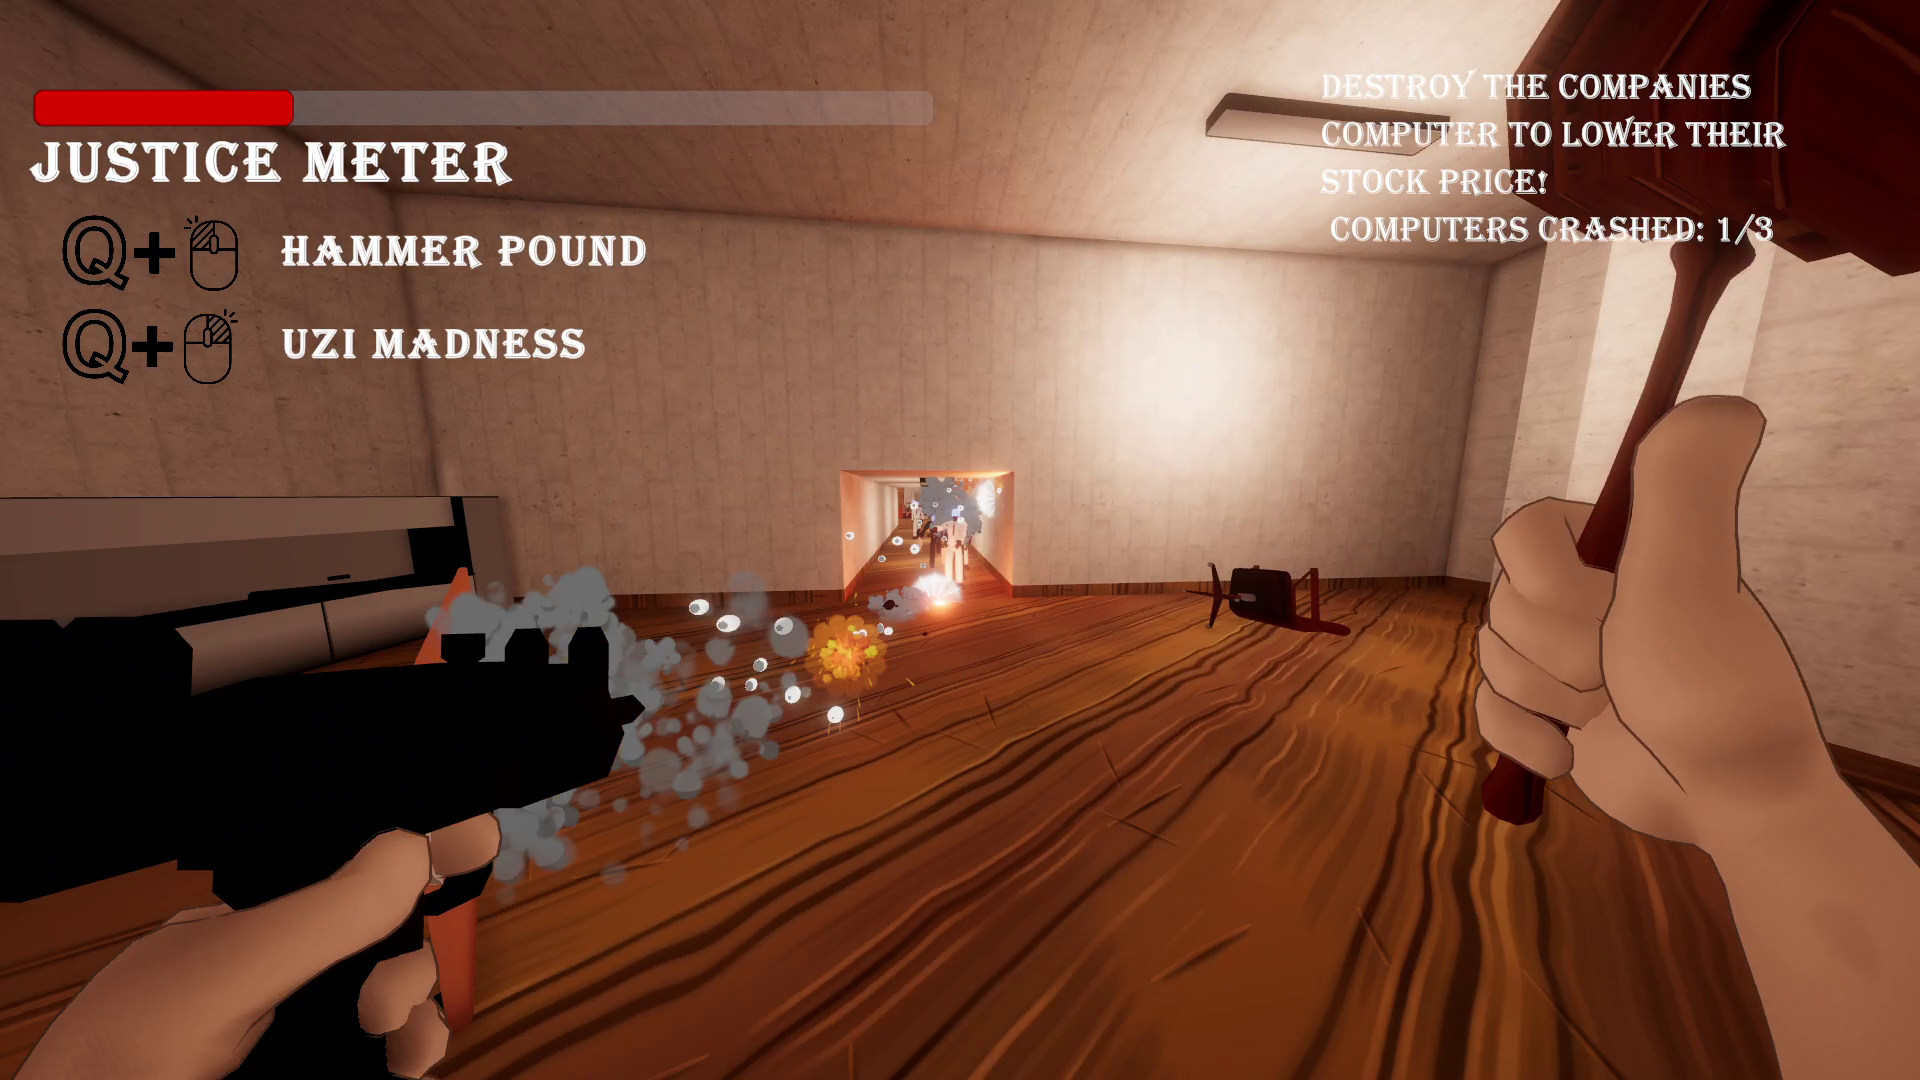 DESTROY THE COMPANIES
COMPUTER TO LOWER THEIR
STOCK PRICE!
COMPUTERS CRASHED: 1/3
JUSTICE METER
Q+ HAMMER POUND
Q+ UZI MADNESS